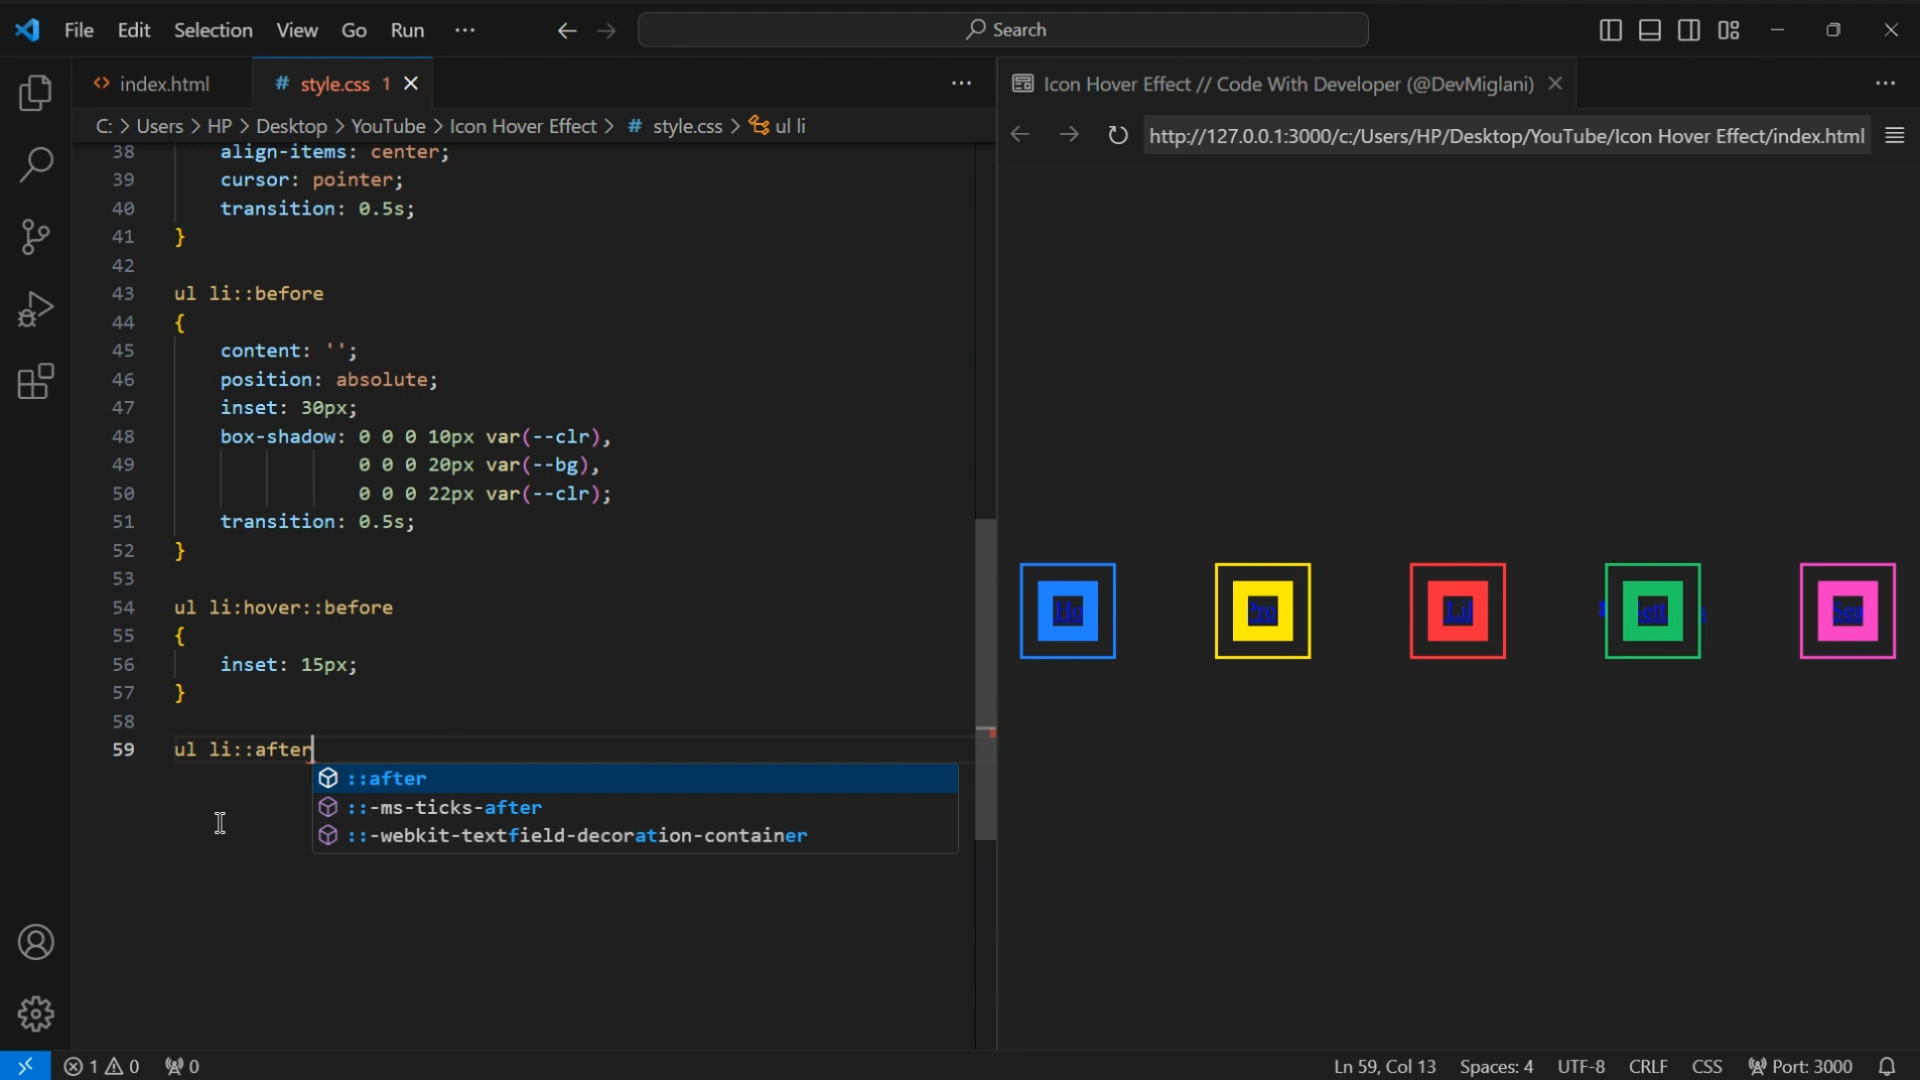 File Edit Selection View Go Run ···
Search
index.html
# style.css 1
Icon Hover Effect // Code With Developer (@DevMiglani)
C: > Users > HP > Desktop > YouTube > Icon Hover Effect > # style.css > ul li
http://127.0.0.1:3000/c:/Users/HP/Desktop/YouTube/Icon Hover Effect/index.html
38 align-items: center;
39 cursor: pointer;
40 transition: 0.5s;
41 }
42
43 ul li::before
44 {
45 content: '';
46 position: absolute;
47 inset: 30px;
48 box-shadow: 0 0 0 10px var(--clr),
49 0 0 0 20px var(--bg),
50 0 0 0 22px var(--clr);
51 transition: 0.5s;
52 }
53
54 ul li:hover::before
55 {
56 inset: 15px;
57 }
58
59 ul li::after
::after
::-ms-ticks-after
::-webkit-textfield-decoration-container
Ho
Sea
1 0 0
Ln 59, Col 13 Spaces: 4 UTF-8 CRLF CSS Port: 3000